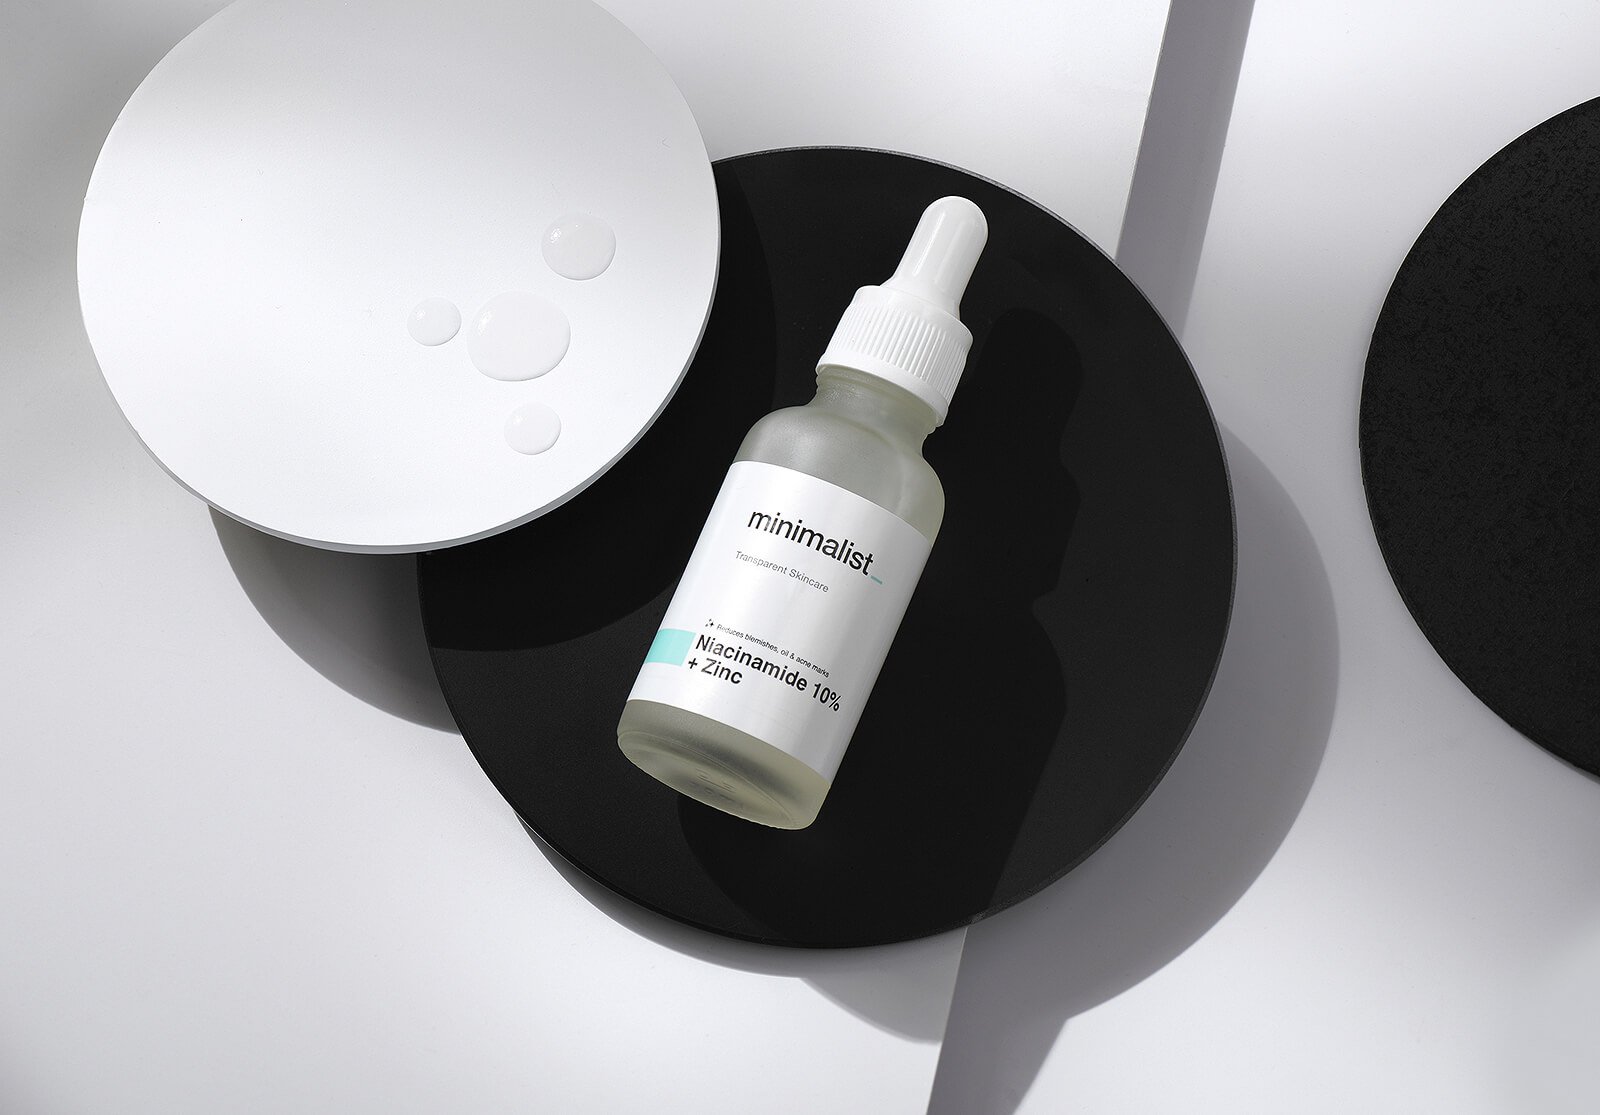 minimalist_
Transparent Skincare
Reduces blemishes, oil & acne marks
Niacinamide 10%
+ Zinc